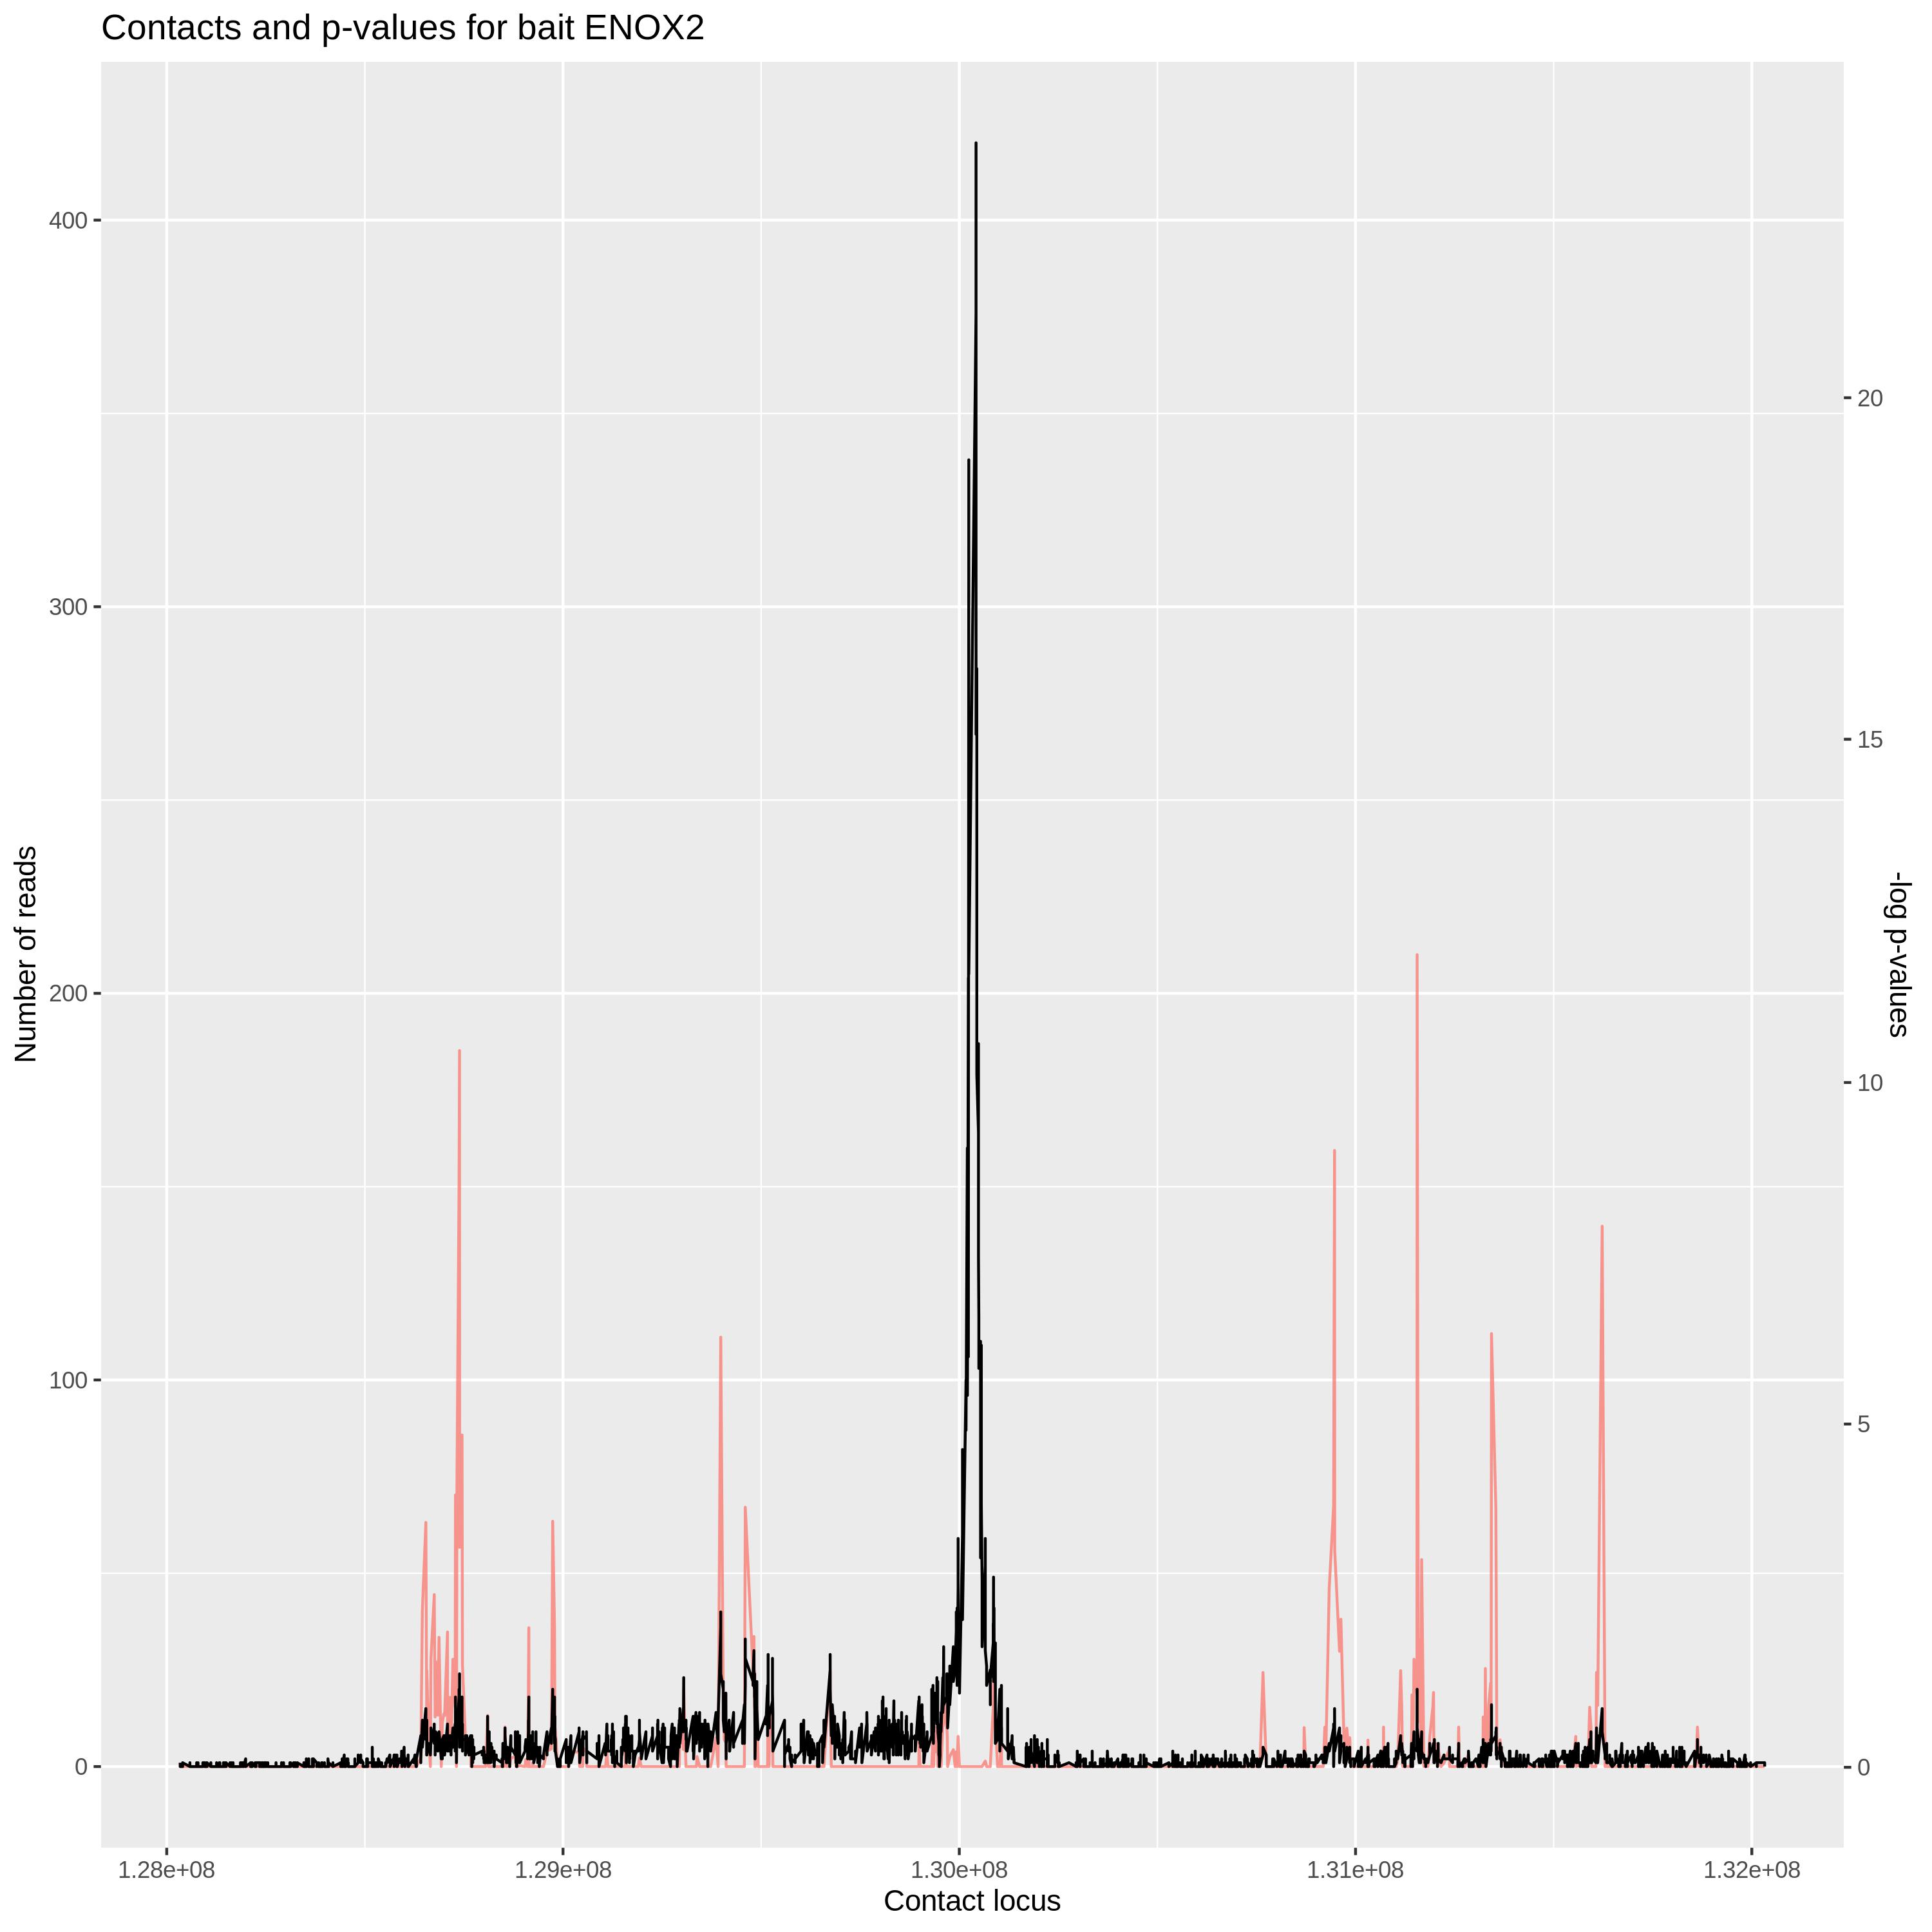 Contacts and p-values for bait ENOX2
400
300
200
100
0
Number of reads
20
15
10
5
0
-log p-values
1.28e+08
1.29e+08
1.30e+08
1.31e+08
1.32e+08
Contact locus